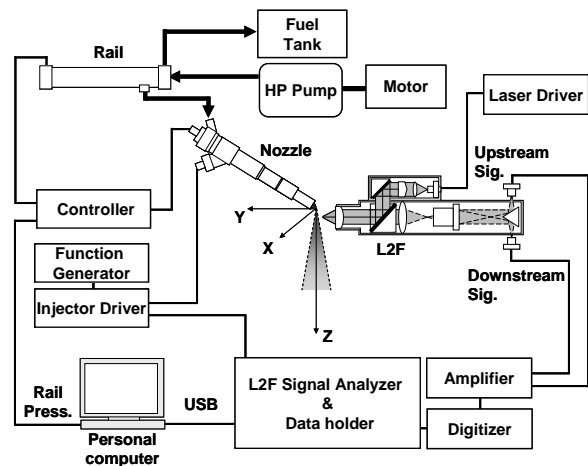 Fuel
Tank
Rail
HP Pump
Motor
Laser Driver
Nozzle
Upstream
Sig.
Controller
Y
X
L2F
Function
Generator
Downstream
Sig.
Injector Driver
Z
L2F Signal Analyzer
&
Data holder
Amplifier
Rail
Press.
USB
Digitizer
Personal
computer